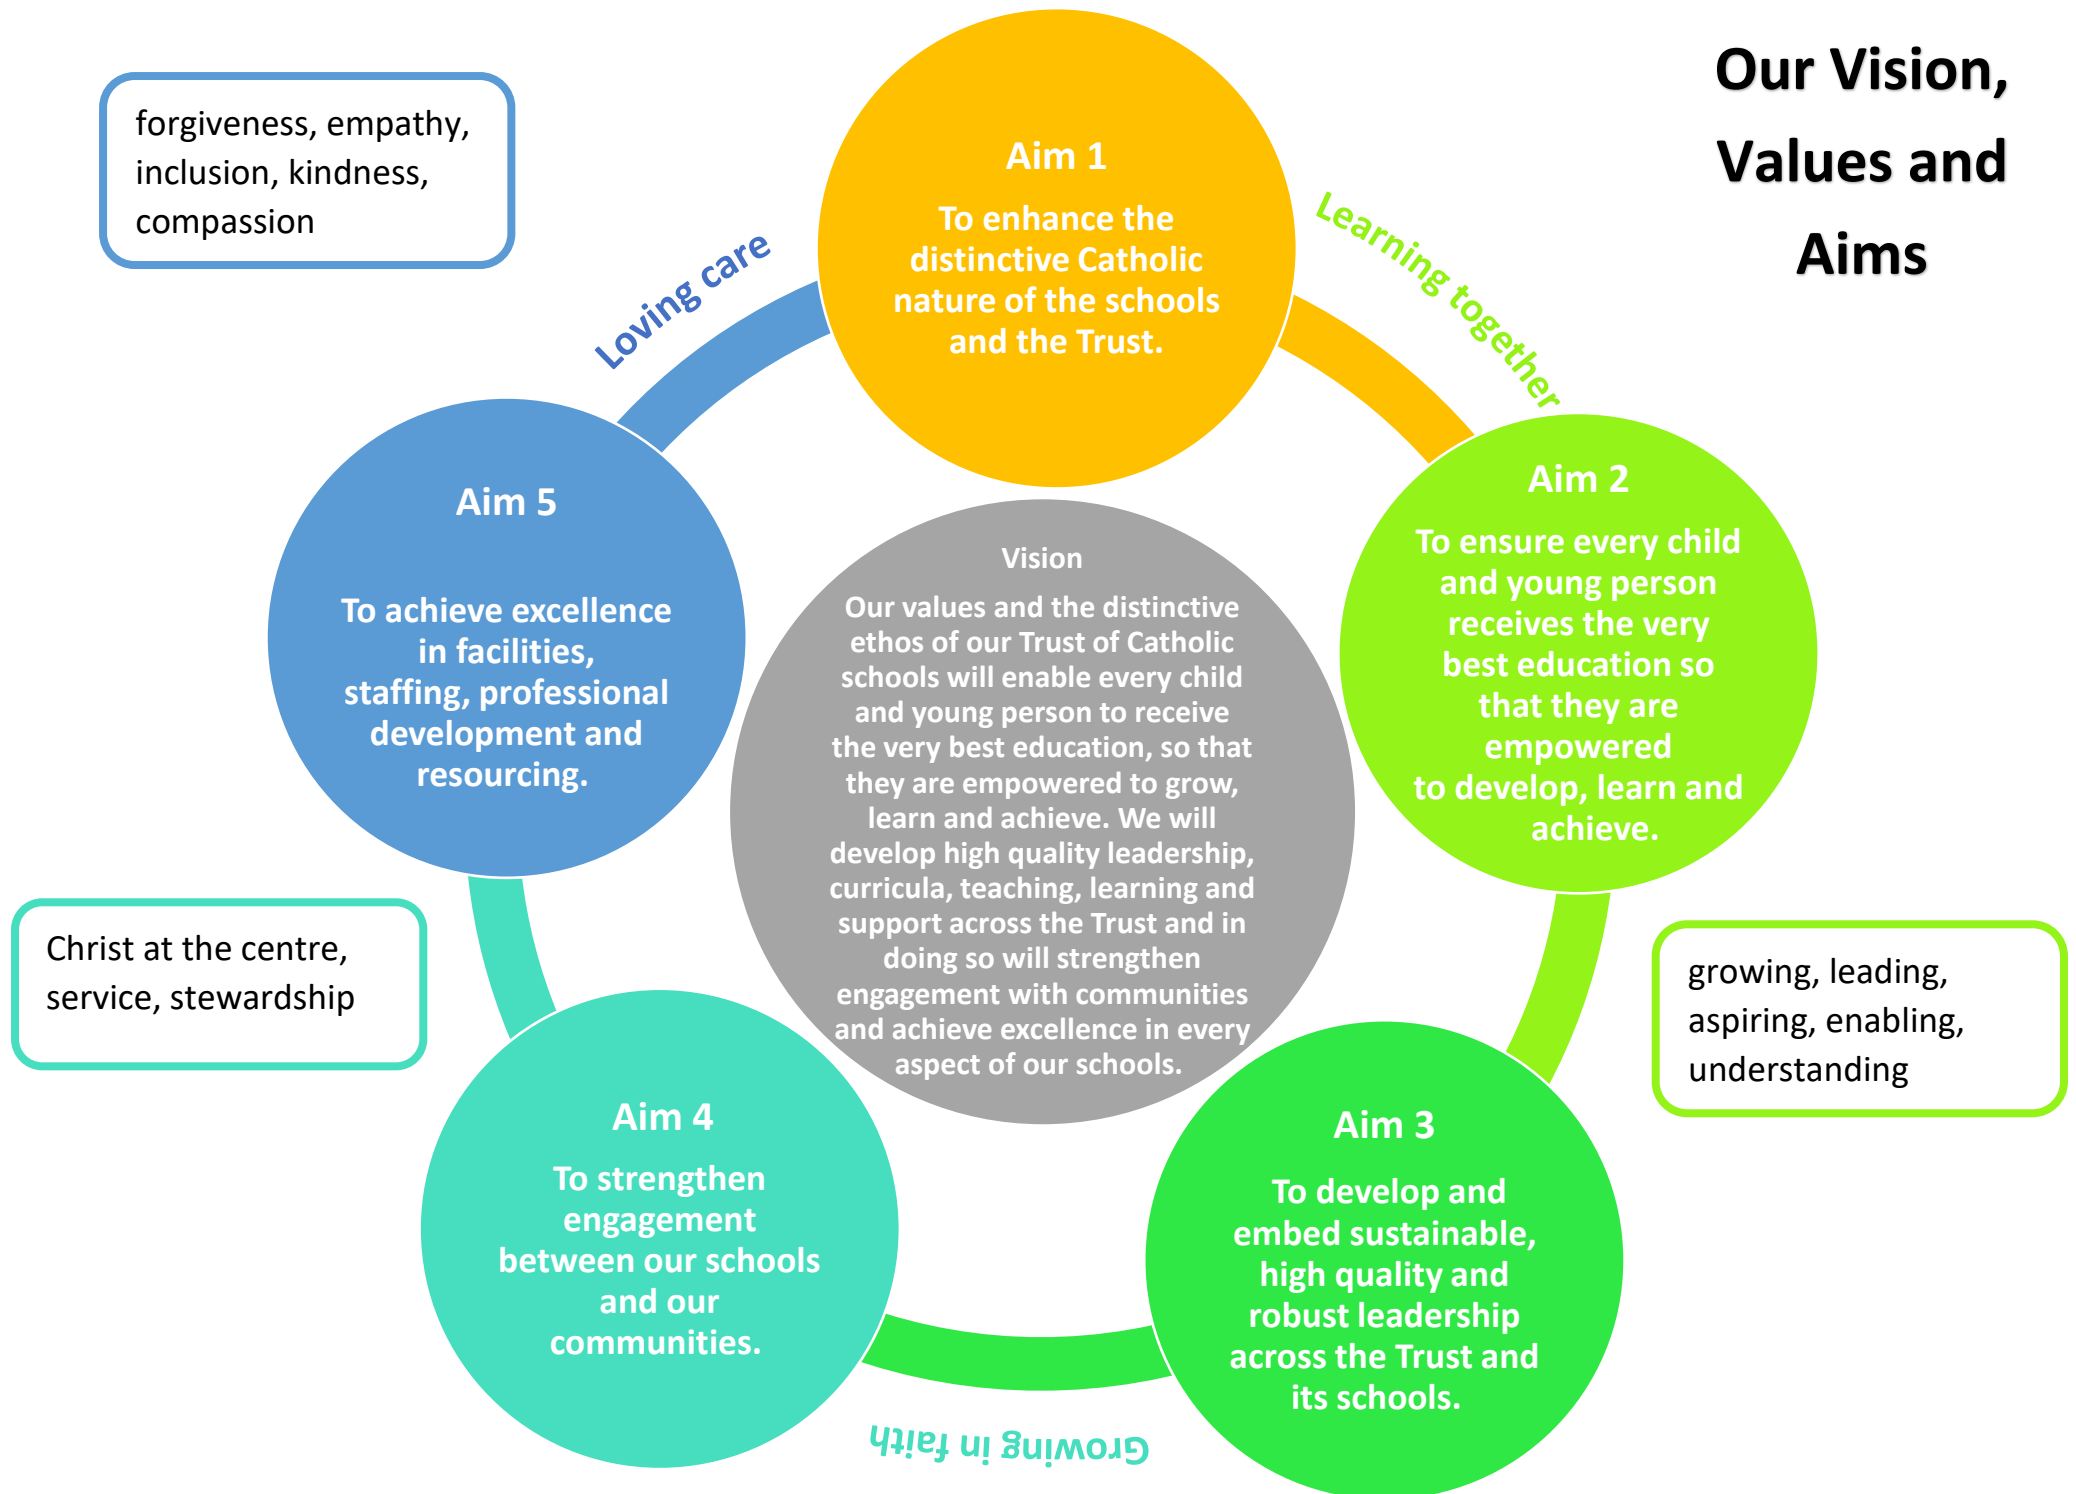 Our Vision,
Values and
Aims
forgiveness, empathy,
inclusion, kindness,
compassion
Loving care
Learning together
Aim 1
To enhance the
distinctive Catholic
nature of the schools
and the Trust.
Aim 2
To ensure every child
and young person
receives the very
best education so
that they are
empowered
to develop, learn and
achieve.
Aim 5
To achieve excellence
in facilities,
staffing, professional
development and
resourcing.
Vision
Our values and the distinctive
ethos of our Trust of Catholic
schools will enable every child
and young person to receive
the very best education, so that
they are empowered to grow,
learn and achieve. We will
develop high quality leadership,
curricula, teaching, learning and
support across the Trust and in
doing so will strengthen
engagement with communities
and achieve excellence in every
aspect of our schools.
Christ at the centre,
service, stewardship
growing, leading,
aspiring, enabling,
understanding
Aim 4
To strengthen
engagement
between our schools
and our
communities.
Aim 3
To develop and
embed sustainable,
high quality and
robust leadership
across the Trust and
its schools.
Growing in faith